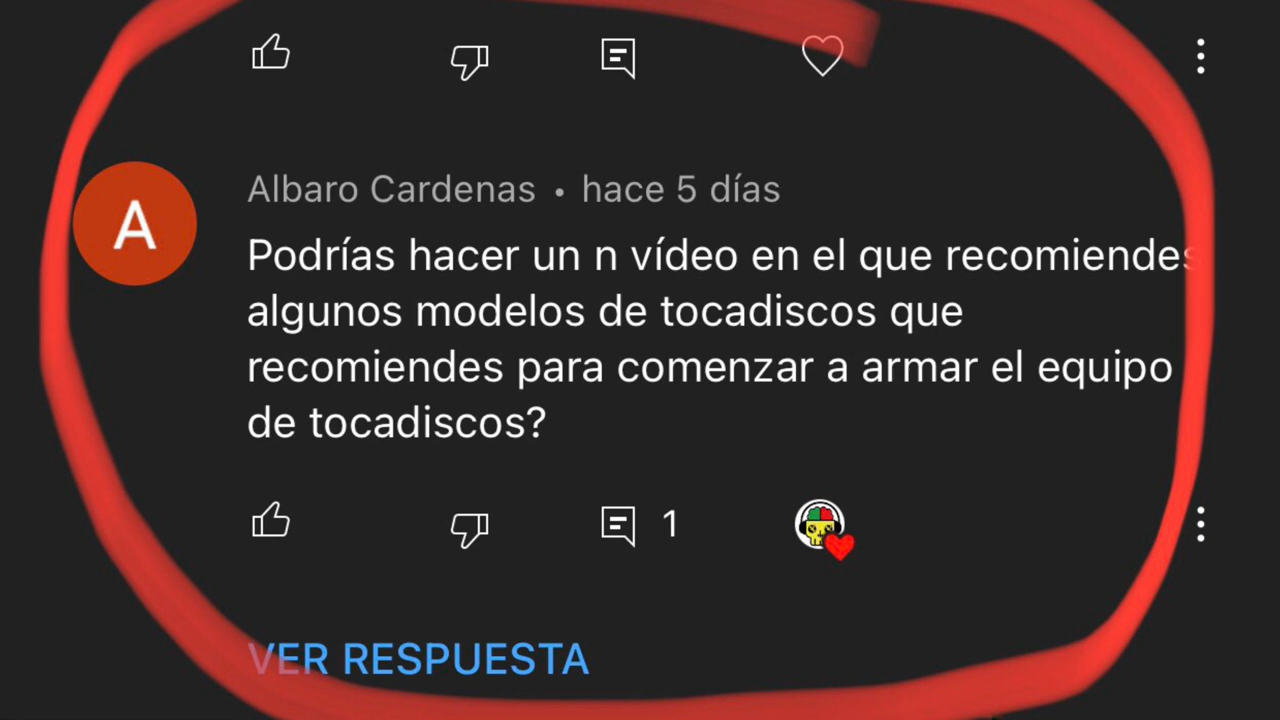 A
Albaro Cardenas • hace 5 días
Podrías hacer un n vídeo en el que recomiendes
algunos modelos de tocadiscos que
recomiendes para comenzar a armar el equipo
de tocadiscos?
1
VER RESPUESTA